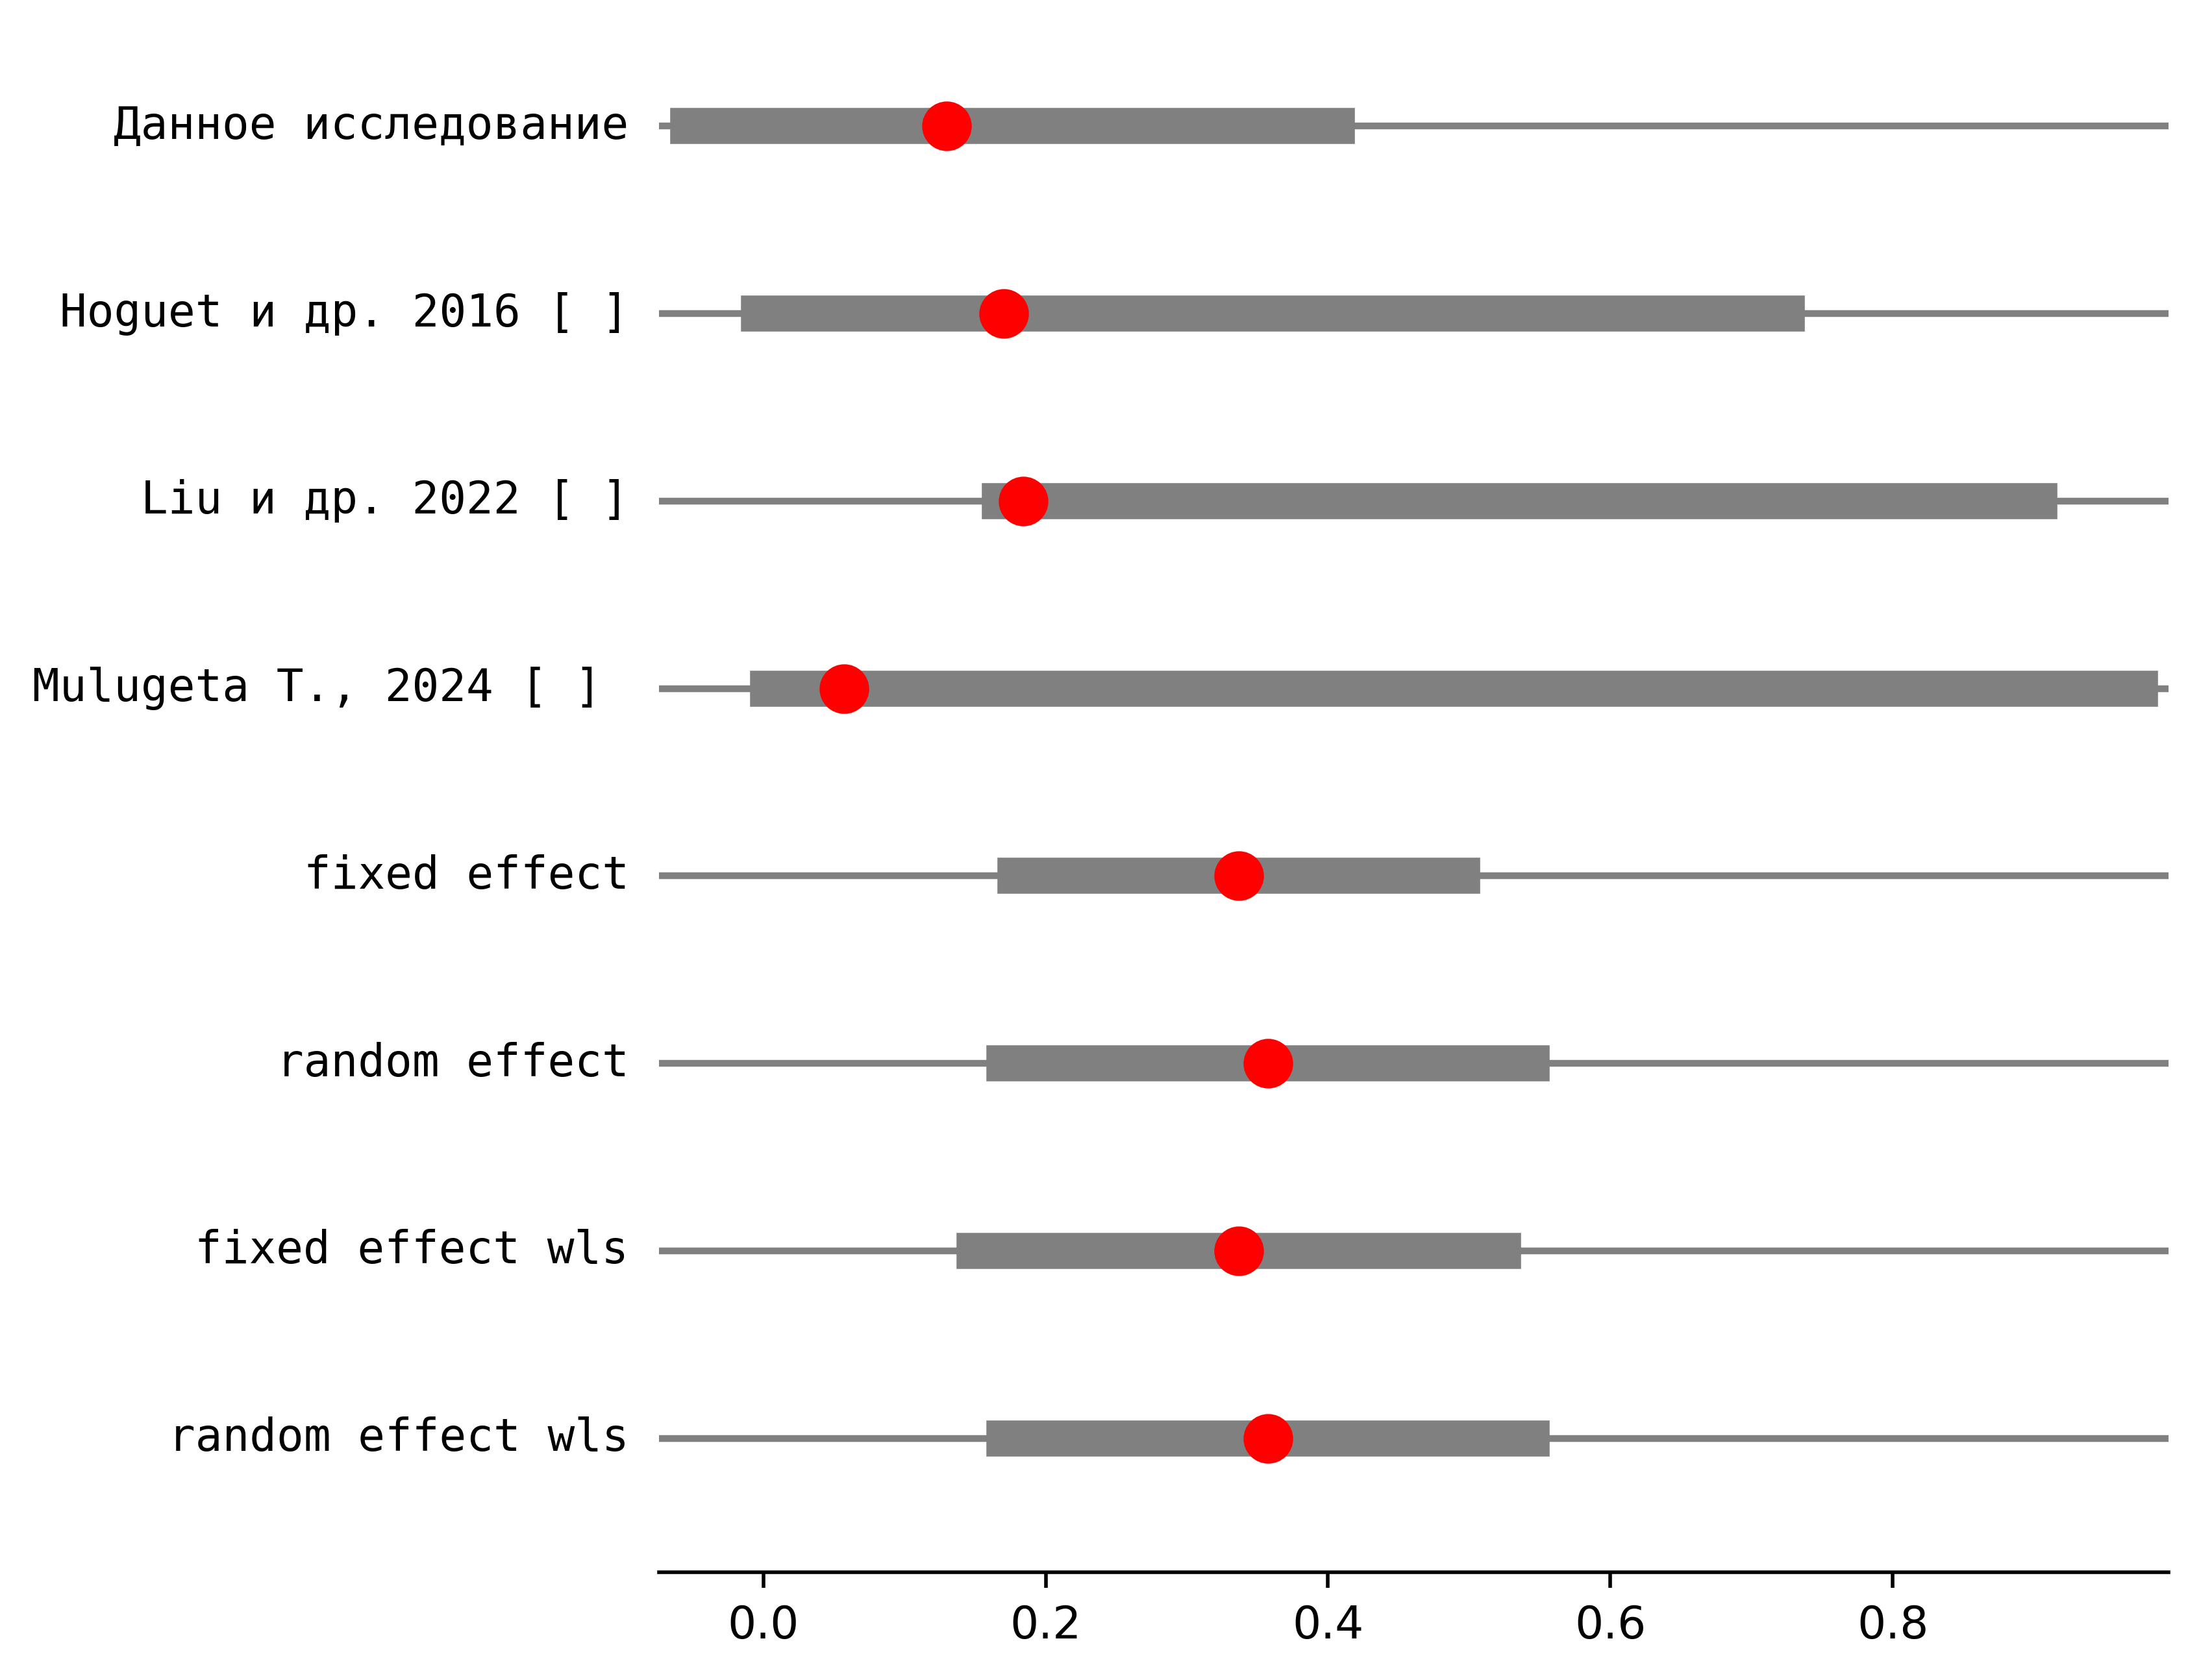 Данное исследование
Hoguet и др. 2016 [ ]
Liu и др. 2022 [ ]
Mulugeta T., 2024 [ ]
fixed effect
random effect
fixed effect wls
random effect wls
0.0 0.2 0.4 0.6 0.8